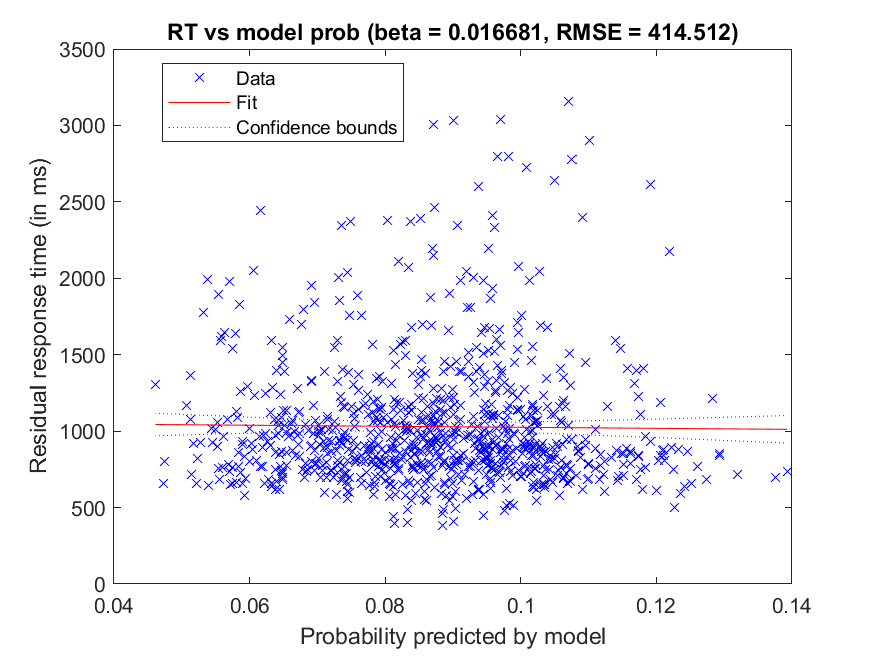 RT vs model prob (beta = 0.016681, RMSE = 414.512)
3500
Data
Fit
Confidence bounds
3000
2500
2000
1500
1000
500
0
Residual response time (in ms)
0.04
0.06
0.08
0.1
0.12
0.14
Probability predicted by model